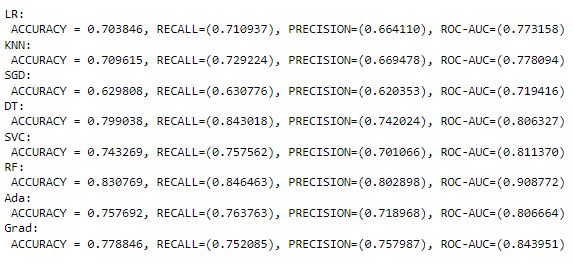 LR:
ACCURACY = 0.703846, RECALL=(0.710937), PRECISION=(0.664110), ROC-AUC=(0.773158)
KNN:
ACCURACY = 0.709615, RECALL=(0.729224), PRECISION=(0.669478), ROC-AUC=(0.778094)
SGD:
ACCURACY = 0.629808, RECALL=(0.630776), PRECISION=(0.620353), ROC-AUC=(0.719416)
DT:
ACCURACY = 0.799038, RECALL=(0.843018), PRECISION=(0.742024), ROC-AUC=(0.806327)
SVC:
ACCURACY = 0.743269, RECALL=(0.757562), PRECISION=(0.701066), ROC-AUC=(0.811370)
RF:
ACCURACY = 0.830769, RECALL=(0.846463), PRECISION=(0.802898), ROC-AUC=(0.908772)
Ada:
ACCURACY = 0.757692, RECALL=(0.763763), PRECISION=(0.718968), ROC-AUC=(0.806664)
Grad:
ACCURACY = 0.778846, RECALL=(0.752085), PRECISION=(0.757987), ROC-AUC=(0.843951)